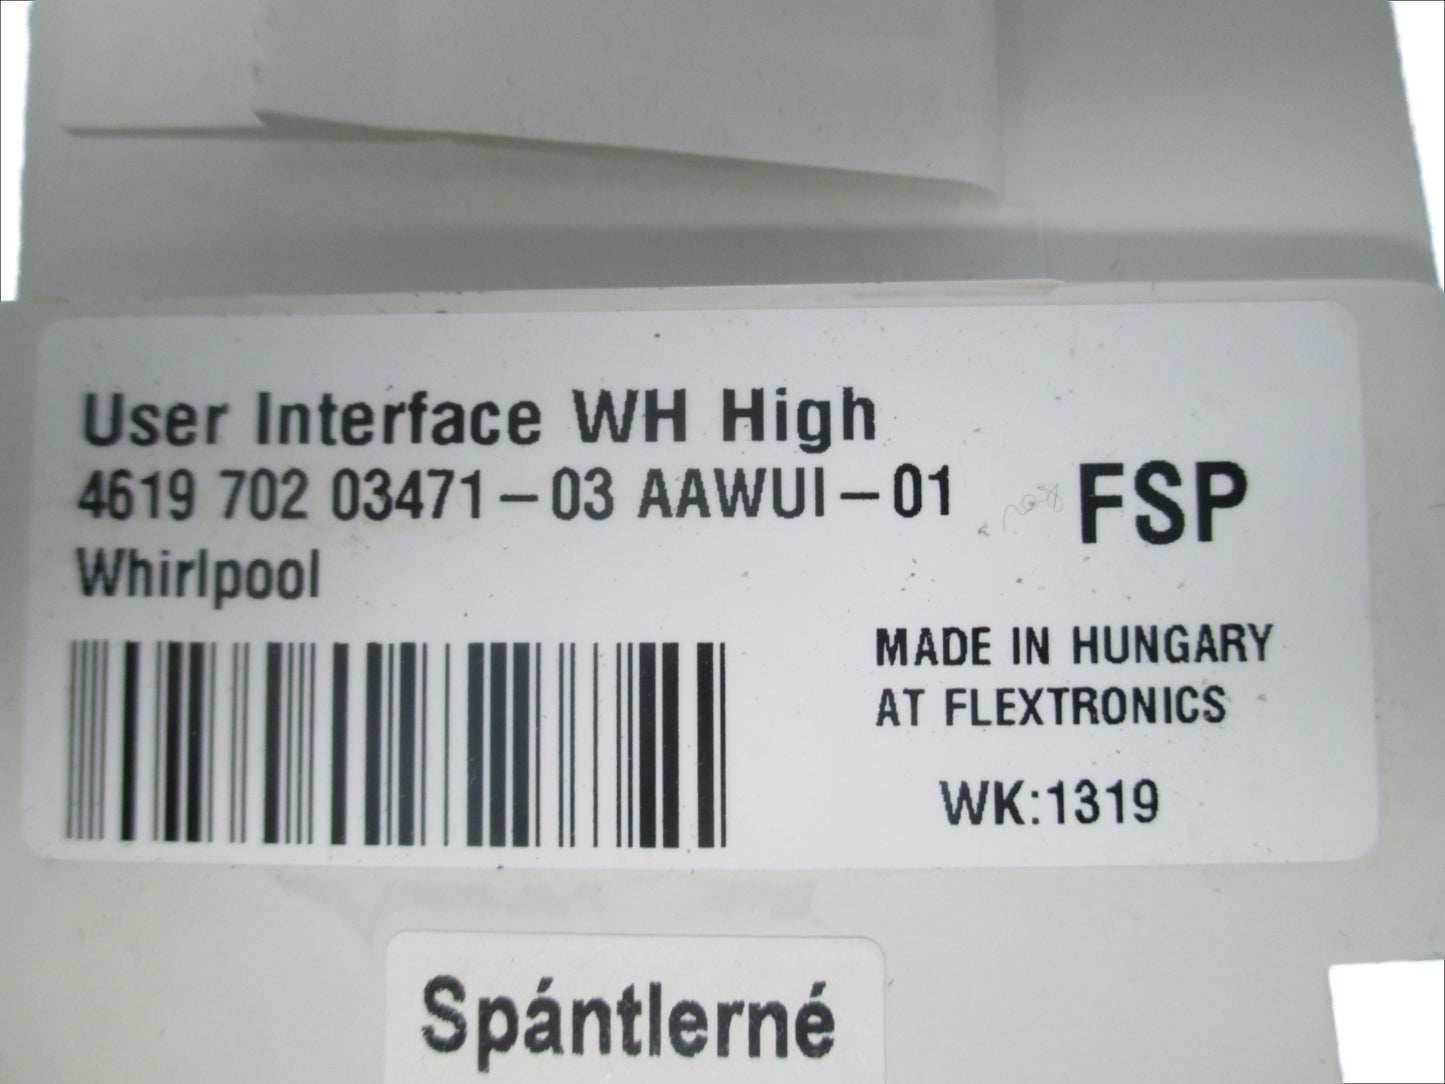 User Interface WH High
4619 702 03471-03 AAWUI-01
FSP
Whirlpool
MADE IN HUNGARY
AT FLEXTRONICS
WK:1319
Spántlerné